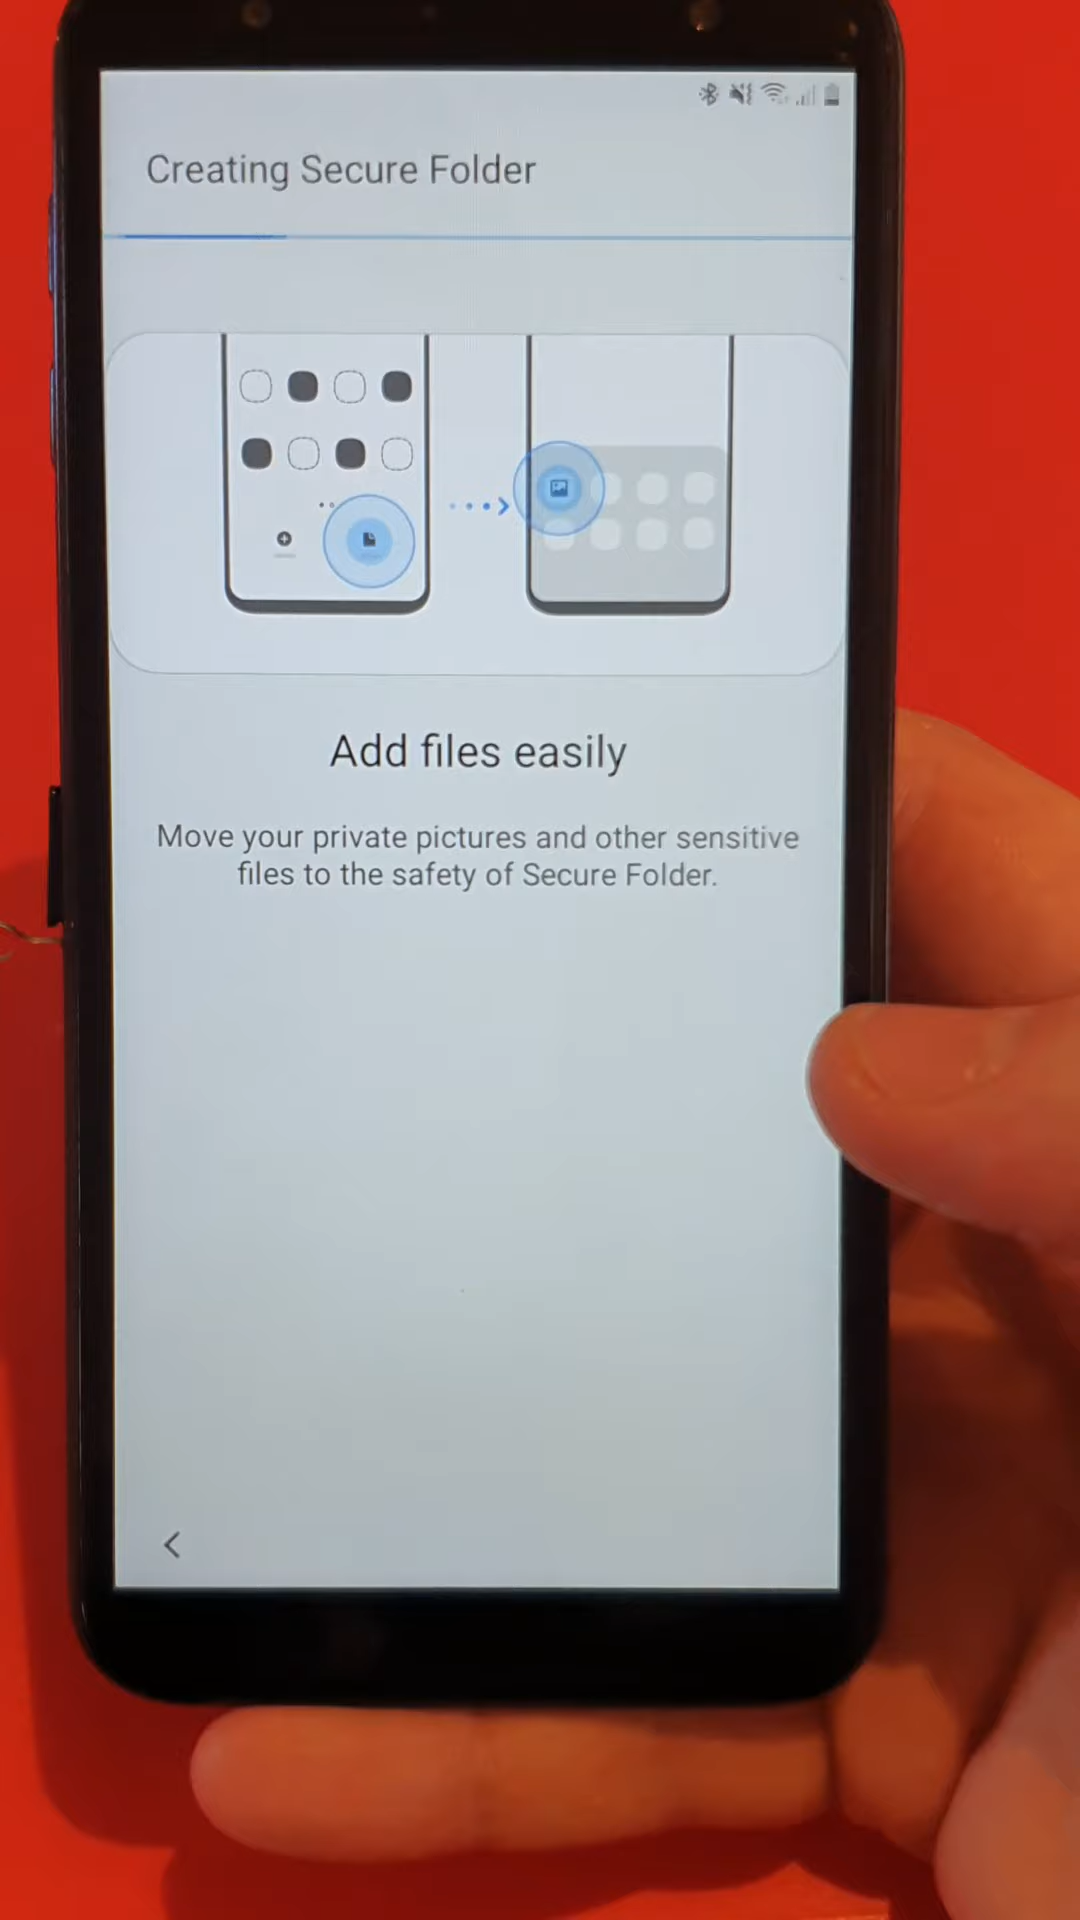 Creating Secure Folder
Add files easily
Move your private pictures and other sensitive
files to the safety of Secure Folder.